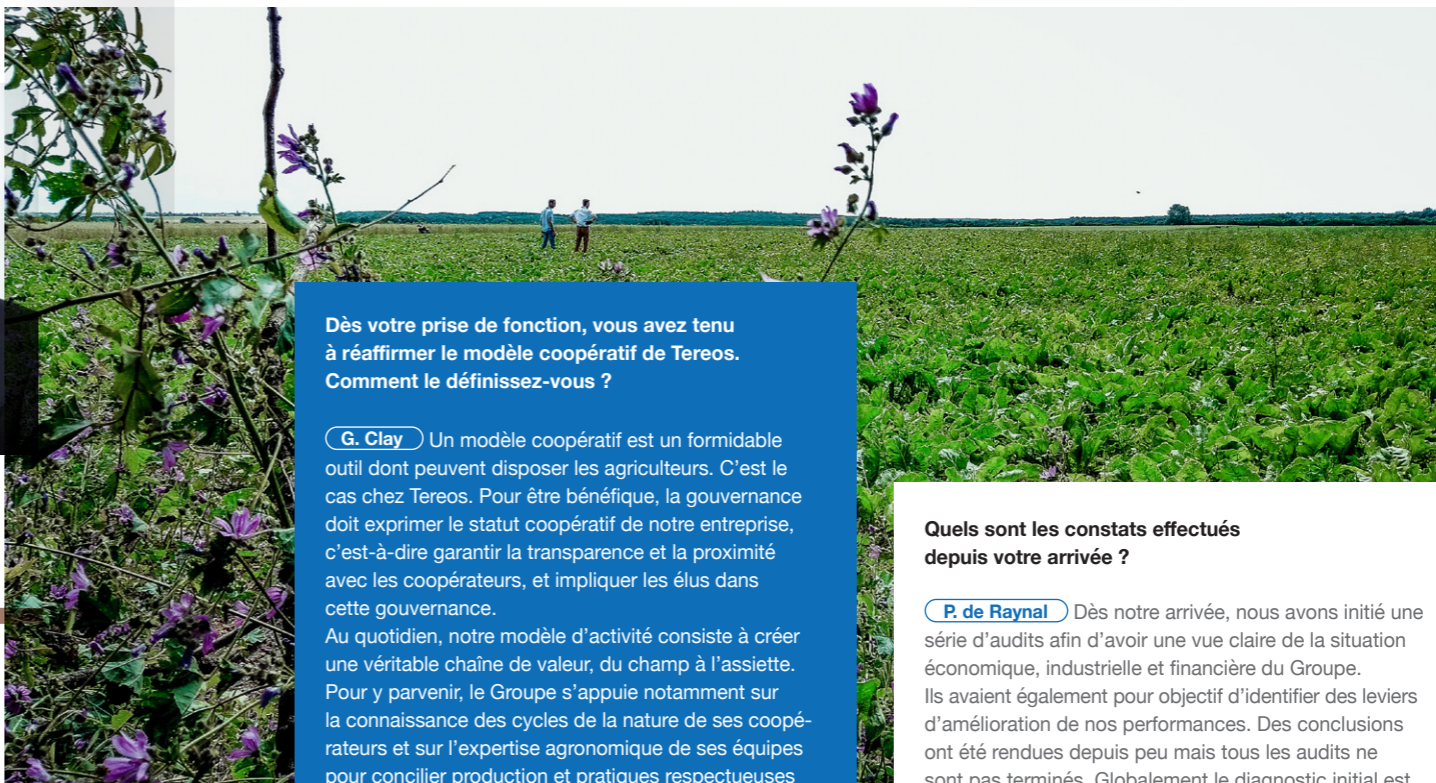 Dès votre prise de fonction, vous avez tenu
à réaffirmer le modèle coopératif de Tereos.
Comment le définissez-vous ?
G. Clay Un modèle coopératif est un formidable
outil dont peuvent disposer les agriculteurs. C'est le
cas chez Tereos. Pour être bénéfique, la gouvernance
doit exprimer le statut coopératif de notre entreprise,
c'est-à-dire garantir la transparence et la proximité
avec les coopérateurs, et impliquer les élus dans
cette gouvernance.
Au quotidien, notre modèle d'activité consiste à créer
une véritable chaîne de valeur, du champ à l'assiette.
Pour y parvenir, le Groupe s'appuie notamment sur
la connaissance des cycles de la nature de ses coopé-
rateurs et sur l'expertise agronomique de ses équipes
pour concilier production et pratiques respectueuses
Quels sont les constats effectués
depuis votre arrivée ?
P. de Raynal Dès notre arrivée, nous avons initié une
série d'audits afin d'avoir une vue claire de la situation
économique, industrielle et financière du Groupe.
Ils avaient également pour objectif d'identifier des leviers
d'amélioration de nos performances. Des conclusions
ont été rendues depuis peu mais tous les audits ne
sont pas terminés. Globalement le diagnostic initial est